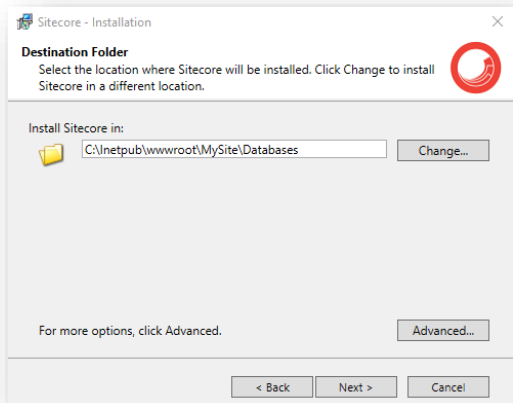 Sitecore - Installation
Destination Folder
Select the location where Sitecore will be installed. Click Change to install
Sitecore in a different location.
Install Sitecore in:
C:\Inetpub\wwwroot\MySite\Databases
Change...
For more options, click Advanced.
Advanced...
< Back
Next >
Cancel